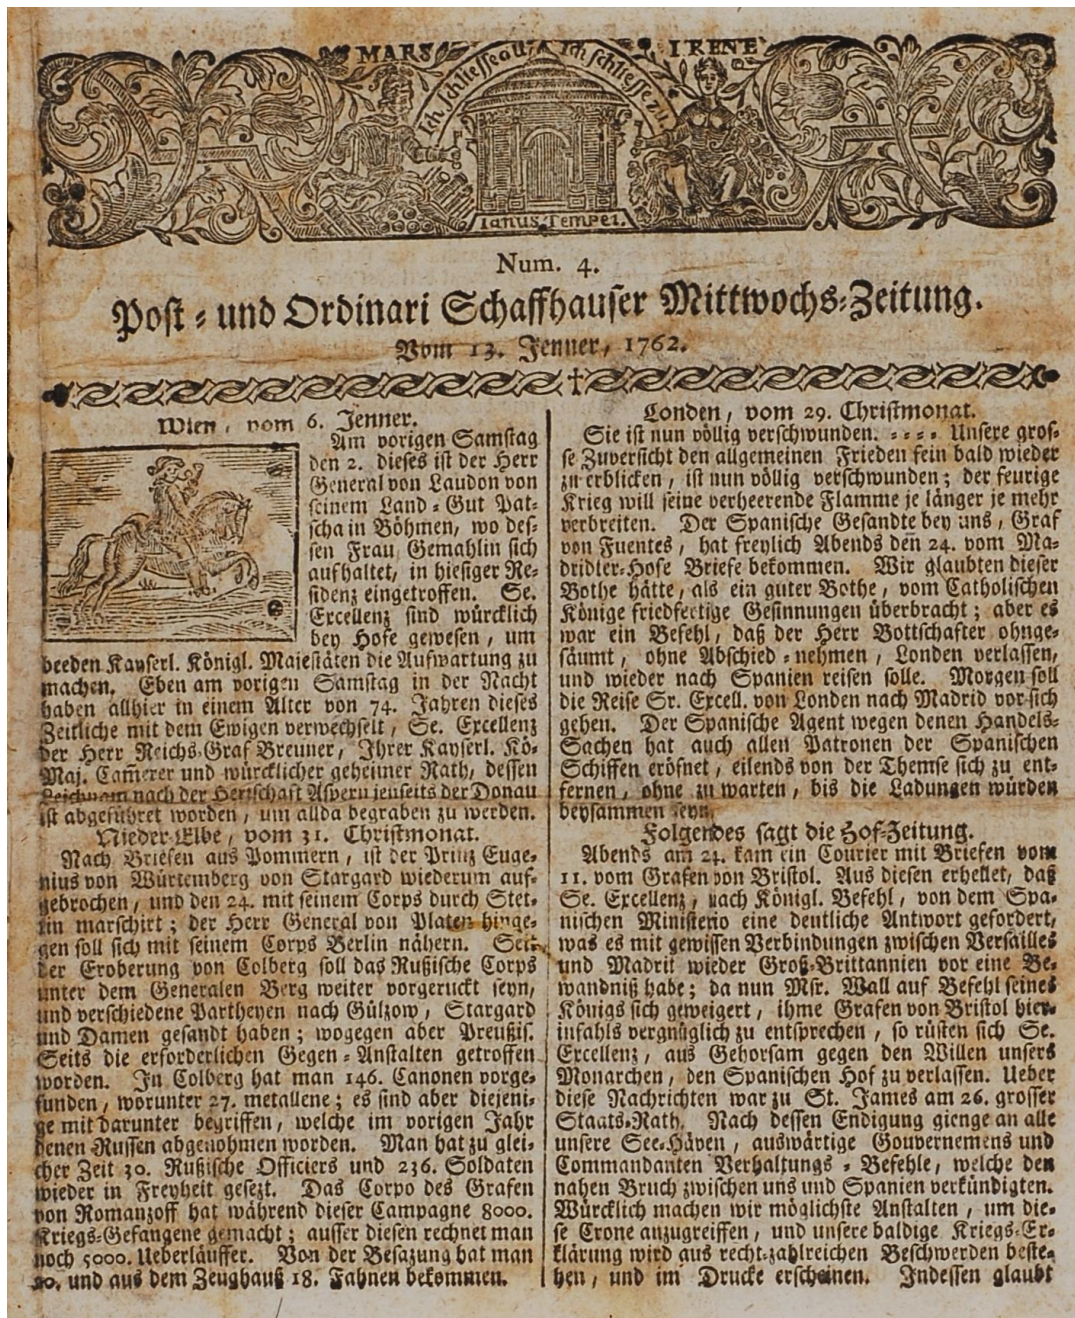 MARS
IRENE
Ich schliesse auf Ich schliesse zu
Ianus Tempel.
Num. 4.
Post- und Ordinari Schaffhauser Mittwochs-Zeitung.
Vom 13. Jenner, 1762.
Wien, vom 6. Jenner.
Am vorigen Samstag
den 2. dieses ist der Herr
General von Laudon von
seinem Land-Gut Pat-
scha in Böhmen, wo des-
sen Frau Gemahlin sich
aufhaltet, in hiesiger Re-
sidenz eingetroffen. Se.
Excellenz sind würcklich
bey Hofe gewesen, um
beeden Kayserl. Königl. Majestäten die Aufwartung zu
machen. Eben am vorigen Samstag in der Nacht
haben allhier in einem Alter von 74. Jahren dieses
Zeitliche mit dem Ewigen verwechselt, Se. Excellenz
der Herr Reichs-Graf Breuner, Ihrer Kayserl. Kö-
Maj. Cam̃erer und würcklicher geheimer Rath, dessen
Leichnam nach der Herrschaft Aspern jenseits der Donau
ist abgeführet worden, um allda begraben zu werden.
Nieder-Elbe, vom 31. Christmonat.
Nach Briefen aus Pommern, ist der Prinz Euge-
nius von Würtemberg von Stargard wiederum auf-
gebrochen, und den 24. mit seinem Corps durch Stet-
tin marschirt; der Herr General von Platen hinge-
gen soll sich mit seinem Corps Berlin nähern. Seit
der Eroberung von Colberg soll das Rußische Corps
unter dem Generalen Berg weiter vorgeruckt seyn,
und verschiedene Partheyen nach Gülzow, Stargard
und Damen gesandt haben; wogegen aber Preußis.
Seits die erforderlichen Gegen-Anstalten getroffen
worden. In Colberg hat man 146. Canonen vorge-
funden, worunter 27. metallene; es sind aber diejeni-
ge mit darunter begriffen, welche im vorigen Jahr
denen Russen abgenohmen worden. Man hat zu glei-
cher Zeit 30. Rußische Officiers und 236. Soldaten
wieder in Freyheit gesezt. Das Corpo des Grafen
von Romanzoff hat während dieser Campagne 8000.
Kriegs-Gefangene gemacht; ausser diesen rechnet man
noch 5000. Ueberläuffer. Von der Besazung hat man
und aus dem Zeughauß 18. Fahnen bekommen.
Londen, vom 29. Christmonat.
Sie ist nun völlig verschwunden. - - - - Unsere gros-
se Zuversicht den allgemeinen Frieden fein bald wieder
zu erblicken, ist nun völlig verschwunden; der feurige
Krieg will seine verheerende Flamme je länger je mehr
verbreiten. Der Spanische Gesandte bey uns, Graf
von Fuentes, hat freylich Abends den̄ 24. vom Ma-
dridter-Hofe Briefe bekommen. Wir glaubten dieser
Bothe hätte, als ein guter Bothe, vom Catholischen
Könige friedfertige Gesinnungen überbracht; aber es
war ein Befehl, daß der Herr Bottschafter ohnge-
säumt, ohne Abschied-nehmen, Londen verlassen,
und wieder nach Spanien reisen solle. Morgen soll
die Reise Sr. Excell. von Londen nach Madrid vor sich
gehen. Der Spanische Agent wegen denen Handels-
Sachen hat auch allen Patronen der Spanischen
Schiffen eröfnet, eilends von der Themse sich zu ent-
fernen, ohne zu warten, bis die Ladungen würden
beysammen seyn.
Folgendes sagt die Hof-Zeitung.
Abends am 24. kam ein Courier mit Briefen vom
11. vom Grafen von Bristol. Aus diesen erhellet, daß
Se. Excellenz, nach Königl. Befehl, von dem Spa-
nischen Ministerio eine deutliche Antwort gefordert,
was es mit gewissen Verbindungen zwischen Versailles
und Madrit wieder Groß-Brittannien vor eine Be-
wandniß habe; da nun Msr. Wall auf Befehl seines
Königs sich geweigert, ihme Grafen von Bristol hier-
infahls vergnüglich zu entsprechen, so rüsten sich Se.
Excellenz, aus Gehorsam gegen den Willen unsers
Monarchen, den Spanischen Hof zu verlassen. Ueber
diese Nachrichten war zu St. James am 26. grosser
Staats-Rath. Nach dessen Endigung gienge an alle
unsere See-Häven, auswärtige Gouvernemens und
Commandanten Verhaltungs-Befehle, welche den
nahen Bruch zwischen uns und Spanien verkündigten.
Würcklich machen wir möglichste Anstalten, um die-
se Crone anzugreiffen, und unsere baldige Kriegs-Er-
klärung wird aus recht-zahlreichen Beschwerden beste-
hen, und im Drucke erscheinen. Indessen glaubt